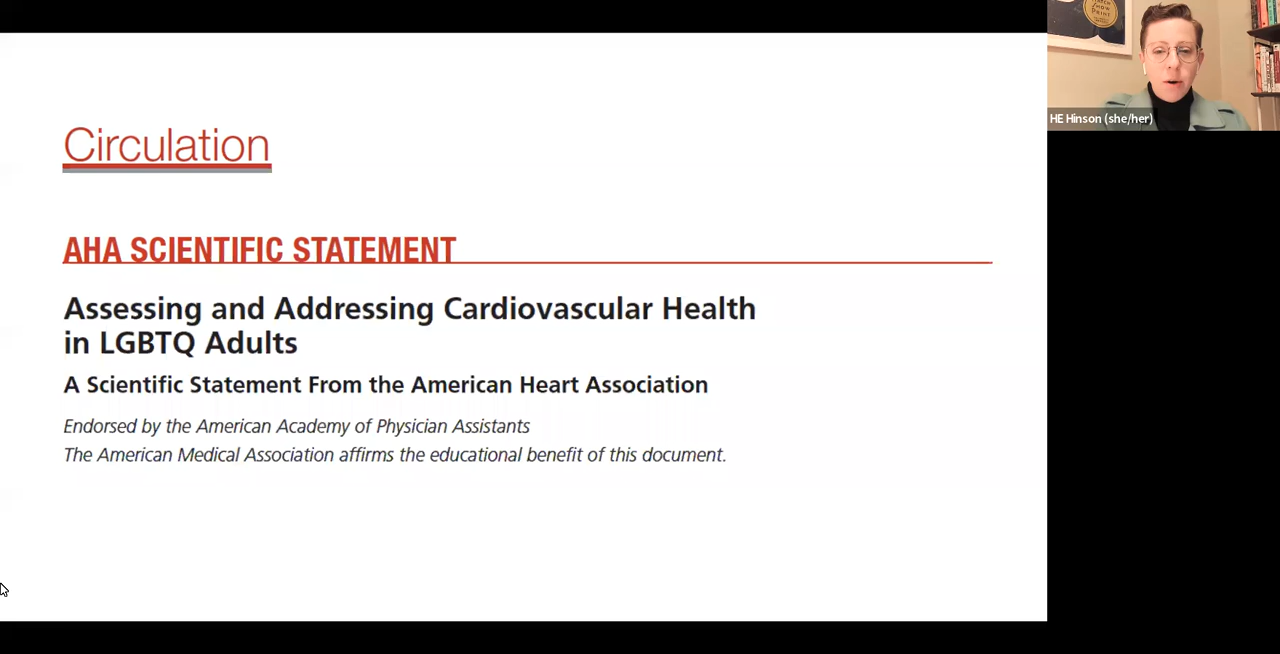 Circulation
AHA SCIENTIFIC STATEMENT
Assessing and Addressing Cardiovascular Health
in LGBTQ Adults
A Scientific Statement From the American Heart Association
Endorsed by the American Academy of Physician Assistants
The American Medical Association affirms the educational benefit of this document.
HE Hinson (she/her)